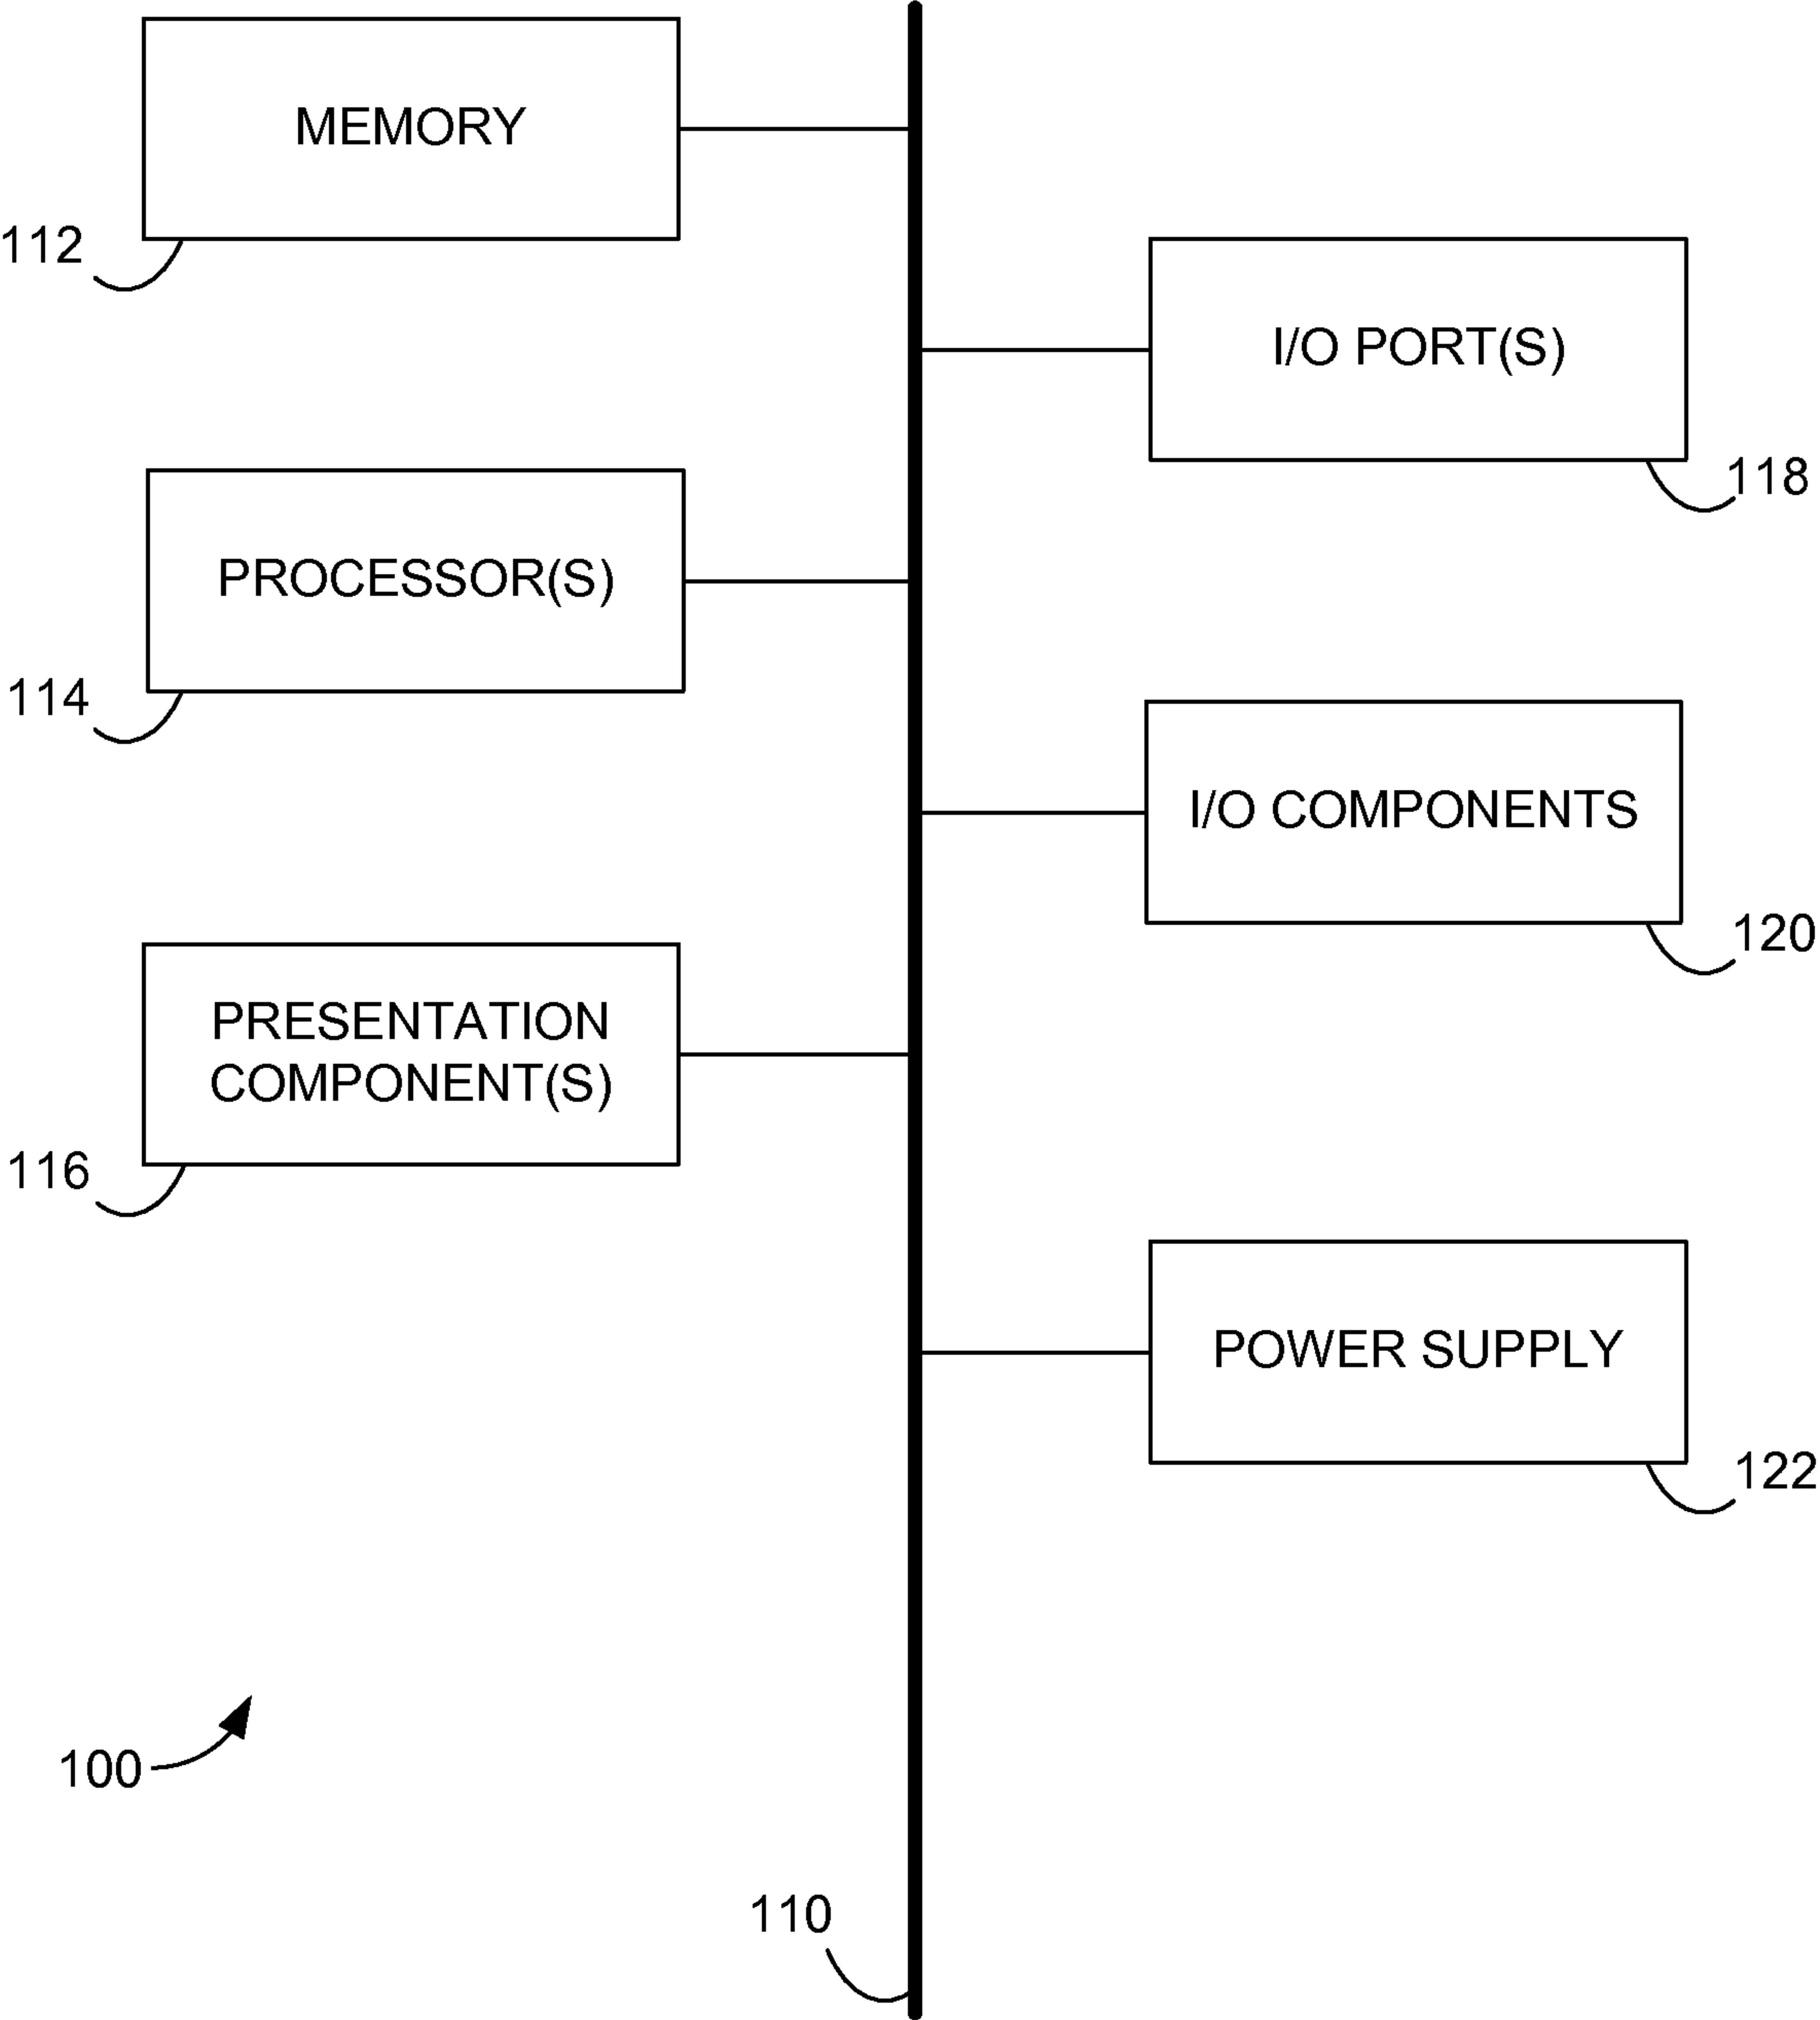 MEMORY
112
I/O PORT(S)
118
PROCESSOR(S)
114
I/O COMPONENTS
120
PRESENTATION
COMPONENT(S)
116
POWER SUPPLY
122
100
110